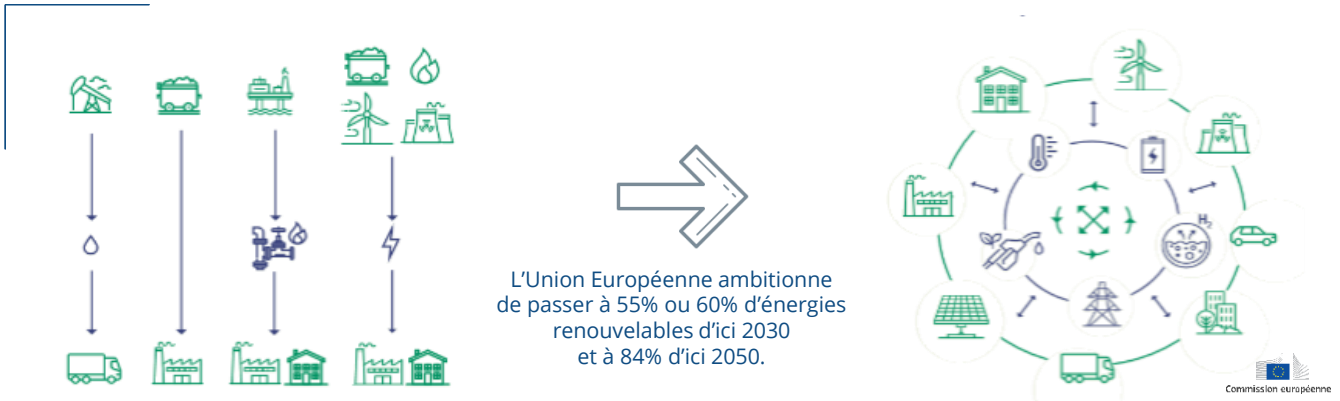 H2
L'Union Européenne ambitionne
de passer à 55% ou 60% d'énergies
renouvelables d'ici 2030
et à 84% d'ici 2050.
Commission européenne